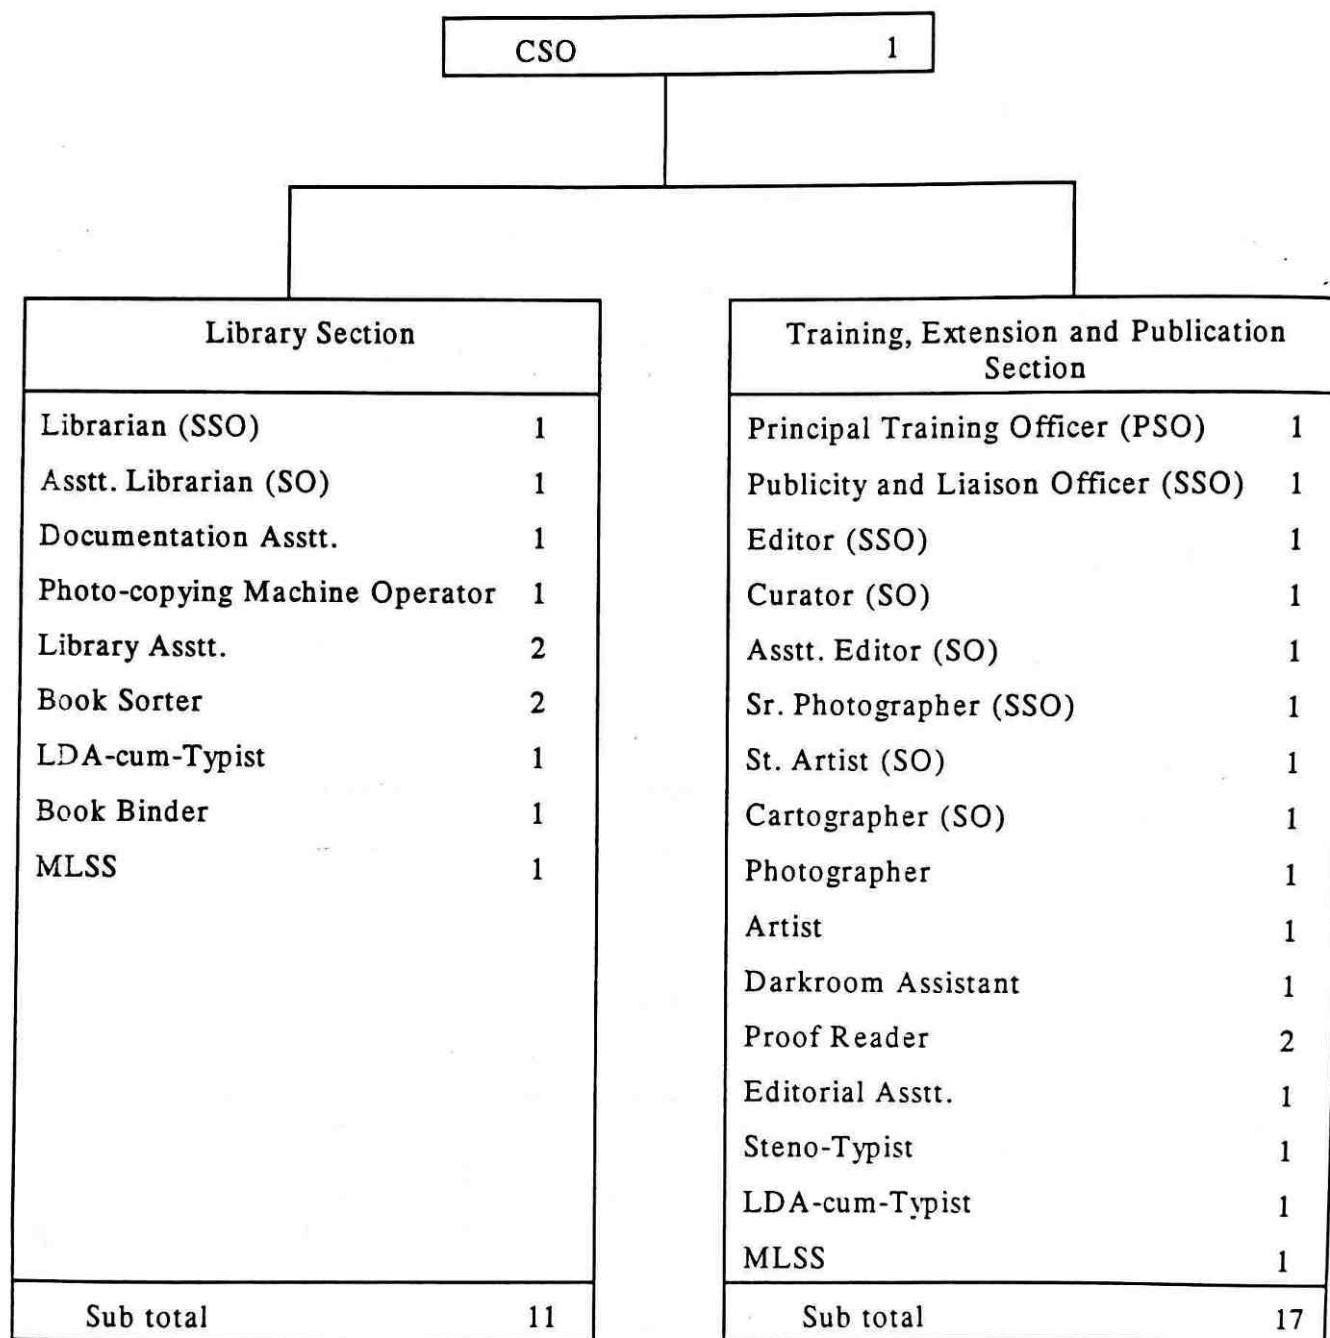 CSO 1
Library Section
Librarian (SSO) 1
Asstt. Librarian (SO) 1
Documentation Asstt. 1
Photo-copying Machine Operator 1
Library Asstt. 2
Book Sorter 2
LDA-cum-Typist 1
Book Binder 1
MLSS 1
Sub total 11
Training, Extension and Publication
Section
Principal Training Officer (PSO) 1
Publicity and Liaison Officer (SSO) 1
Editor (SSO) 1
Curator (SO) 1
Asstt. Editor (SO) 1
Sr. Photographer (SSO) 1
St. Artist (SO) 1
Cartographer (SO) 1
Photographer 1
Artist 1
Darkroom Assistant 1
Proof Reader 2
Editorial Asstt. 1
Steno-Typist 1
LDA-cum-Typist 1
MLSS 1
Sub total 17